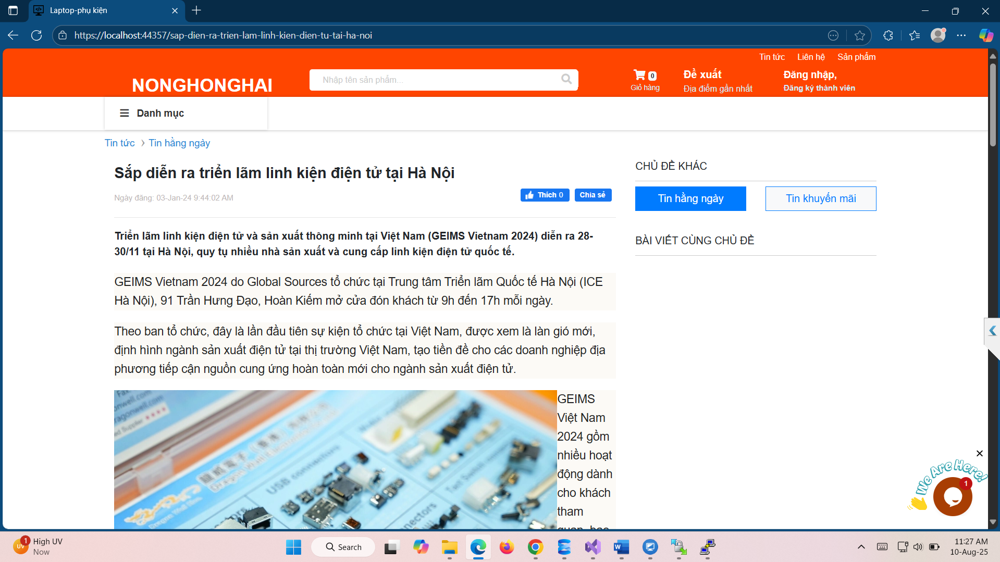 Laptop-phụ kiện
https://localhost:44357/sap-dien-ra-trien-lam-linh-kien-dien-tu-tai-ha-noi
Tin tức Liên hệ Sản phẩm
NONGHONGHAI
Nhập tên sản phẩm...
0
Giỏ hàng
Đề xuất
Địa điểm gần nhất
Đăng nhập,
Đăng ký thành viên
Danh mục
Tin tức › Tin hằng ngày
Sắp diễn ra triển lãm linh kiện điện tử tại Hà Nội
Ngày đăng: 03-Jan-24 9:44:02 AM
Thích 0 Chia sẻ
Triển lãm linh kiện điện tử và sản xuất thông minh tại Việt Nam (GEIMS Vietnam 2024) diễn ra 28-
30/11 tại Hà Nội, quy tụ nhiều nhà sản xuất và cung cấp linh kiện điện tử quốc tế.
GEIMS Vietnam 2024 do Global Sources tổ chức tại Trung tâm Triển lãm Quốc tế Hà Nội (ICE
Hà Nội), 91 Trần Hưng Đạo, Hoàn Kiếm mở cửa đón khách từ 9h đến 17h mỗi ngày.
Theo ban tổ chức, đây là lần đầu tiên sự kiện tổ chức tại Việt Nam, được xem là làn gió mới,
định hình ngành sản xuất điện tử tại thị trường Việt Nam, tạo tiền đề cho các doanh nghiệp địa
phương tiếp cận nguồn cung ứng hoàn toàn mới cho ngành sản xuất điện tử.
USB connectors
GEIMS
Việt Nam
2024 gồm
nhiều hoạt
động dành
cho khách
tham
quan, bao
CHỦ ĐỀ KHÁC
Tin hằng ngày
Tin khuyến mãi
BÀI VIẾT CÙNG CHỦ ĐỀ
We Are Here!
1
1
UV
High UV
Now
Search
11:27 AM
10-Aug-25